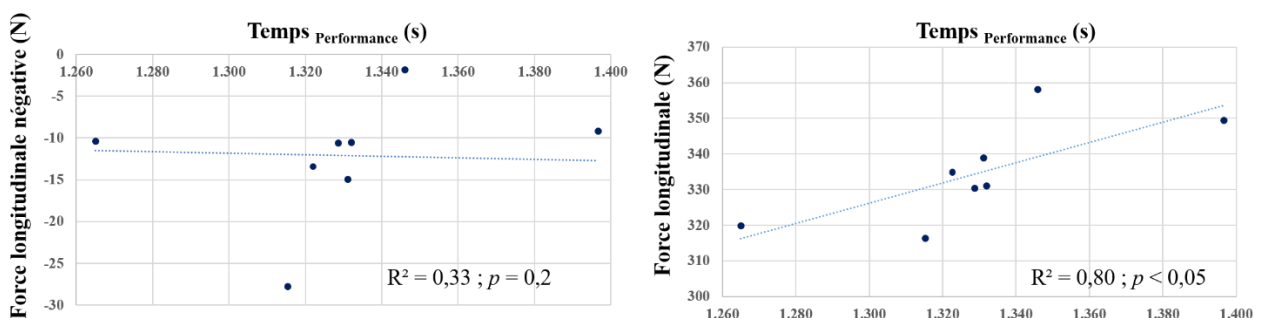 Temps Performance (s)
Force longitudinale négative (N)
0
-5
-10
-15
-20
-25
-30
1.260 1.280 1.300 1.320 1.340 1.360 1.380 1.400
R² = 0,33 ; p = 0,2
Temps Performance (s)
Force longitudinale (N)
370
360
350
340
330
320
310
300
1.260 1.280 1.300 1.320 1.340 1.360 1.380 1.400
R² = 0,80 ; p < 0,05